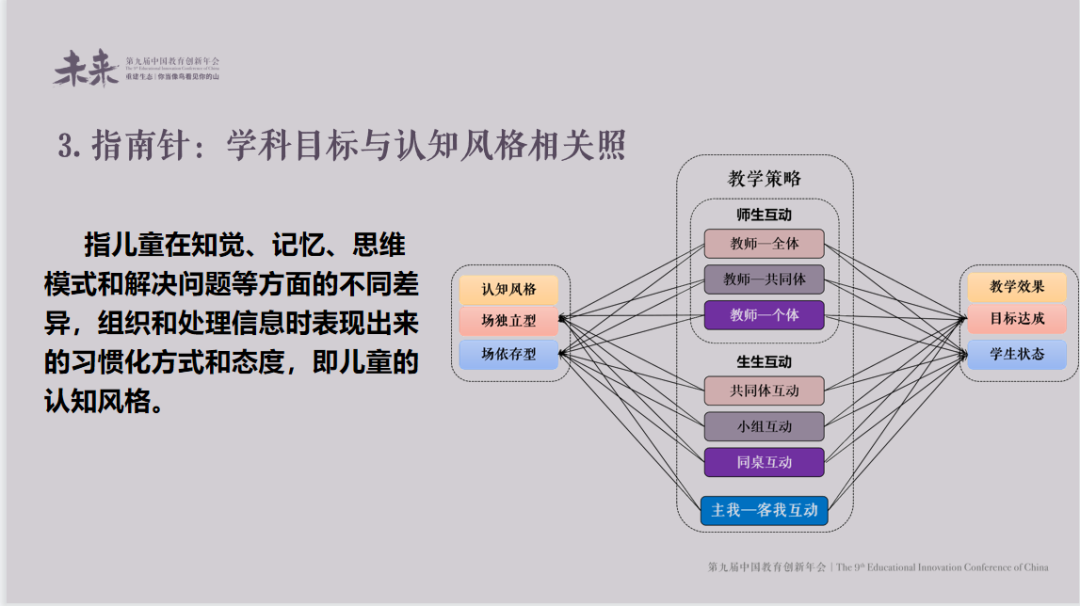 未来
第九届中国教育创新年会
The 9th Educational Innovation Conference of China
重建生态|你当像鸟看见你的山
3. 指南针：学科目标与认知风格相关照
指儿童在知觉、记忆、思维
模式和解决问题等方面的不同差
异，组织和处理信息时表现出来
的习惯化方式和态度，即儿童的
认知风格。
认知风格
场独立型
场依存型
教学策略
师生互动
教师—全体
教师—共同体
教师—个体
生生互动
共同体互动
小组互动
同桌互动
主我—客我互动
教学效果
目标达成
学生状态
第九届中国教育创新年会 | The 9th Educational Innovation Conference of China